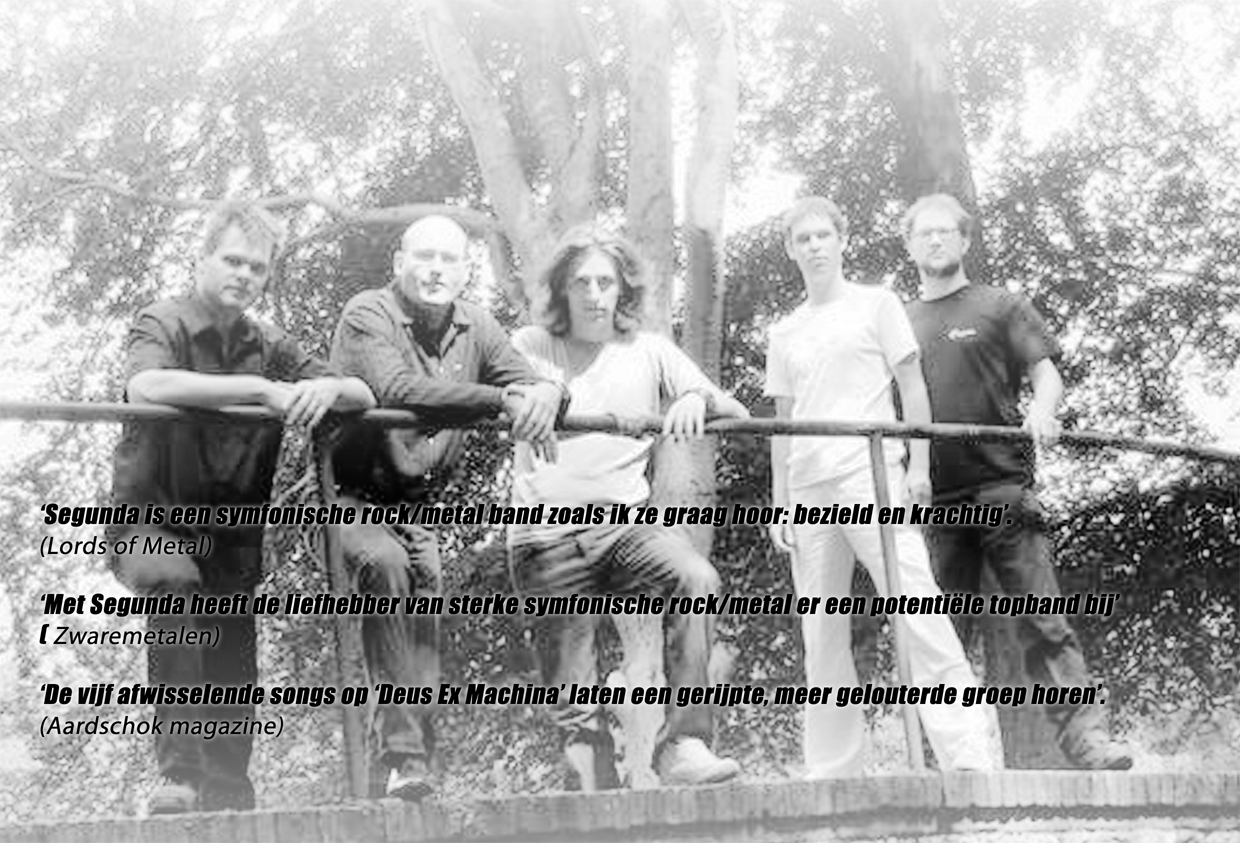 ‘Segunda is een symfonische rock/metal band zoals ik ze graag hoor: bezield en krachtig’.
(Lords of Metal)
‘Met Segunda heeft de liefhebber van sterke symfonische rock/metal er een potentiële topband bij’
( Zwaremetalen)
‘De vijf afwisselende songs op ‘Deus Ex Machina’ laten een gerijpte, meer gelouterde groep horen’.
(Aardschok magazine)